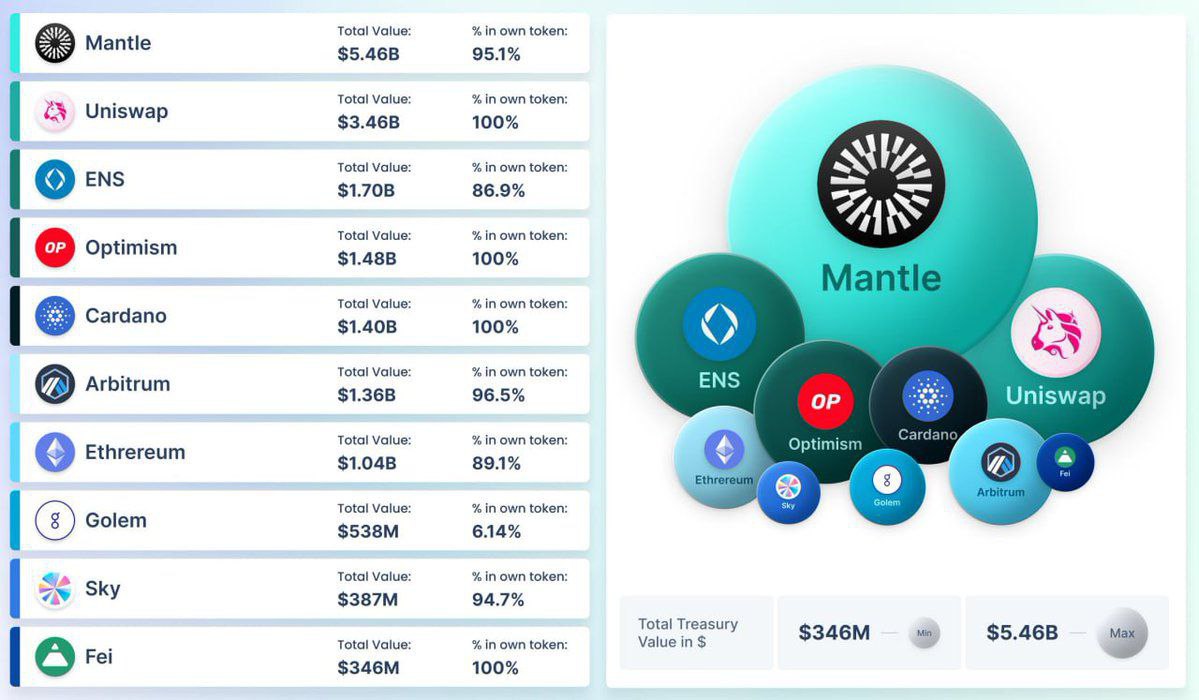 Mantle
Total Value:
% in own token:
$5.46B
95.1%
Uniswap
Total Value:
% in own token:
$3.46B
100%
ENS
Total Value:
% in own token:
$1.70B
86.9%
OP
Optimism
Total Value:
% in own token:
$1.48B
100%
Cardano
Total Value:
% in own token:
$1.40B
100%
Arbitrum
Total Value:
% in own token:
$1.36B
96.5%
Ethrereum
Total Value:
% in own token:
$1.04B
89.1%
Golem
Total Value:
% in own token:
$538M
6.14%
Sky
Total Value:
% in own token:
$387M
94.7%
Fei
Total Value:
% in own token:
$346M
100%
Mantle
ENS
Uniswap
OP
Optimism
Cardano
Ethrereum
Sky
Golem
Arbitrum
Fei
Total Treasury
Value in $
$346M
Min
$5.46B
Max